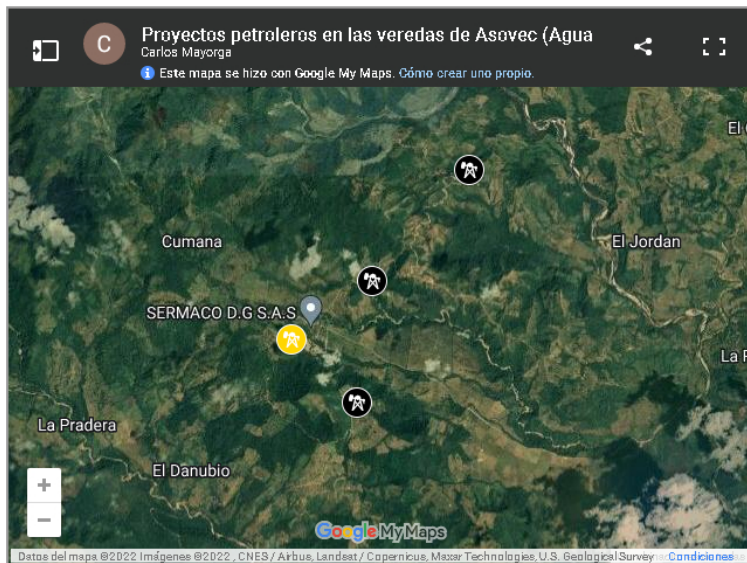 C
Proyectos petroleros en las veredas de Asovec (Agua
Carlos Mayorga
Este mapa se hizo con Google My Maps. Cómo crear uno propio.
El
Cumana
El Jordan
SERMACO D.G S.A.S
La
La Pradera
El Danubio
+
−
Google My Maps
Datos del mapa ©2022 Imágenes ©2022 , CNES / Airbus, Landsat / Copernicus, Maxar Technologies, U.S. Geological Survey
Condiciones